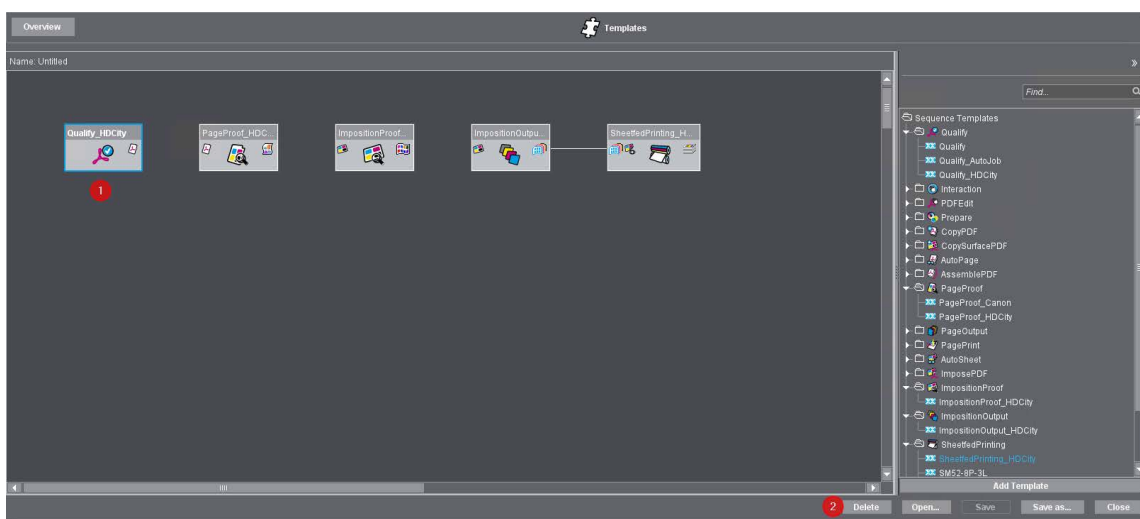 Overview
Templates
Name: Untitled
»
Find...
Qualify_HDCity
PageProof_HDC...
ImpositionProof...
ImpositionOutpu...
SheetfedPrinting_H...
1
Sequence Templates
Qualify
Qualify
Qualify_AutoJob
Qualify_HDCity
Interaction
PDFEdit
Prepare
CopyPDF
CopySurfacePDF
AutoPage
AssemblePDF
PageProof
PageProof_Canon
PageProof_HDCity
PageOutput
PagePrint
AutoSheet
ImposePDF
ImpositionProof
ImpositionProof_HDCity
ImpositionOutput
ImpositionOutput_HDCity
SheetfedPrinting
SheetfedPrinting_HDCity
SM52-8P-3L
Add Template
2 Delete Open... Save Save as... Close